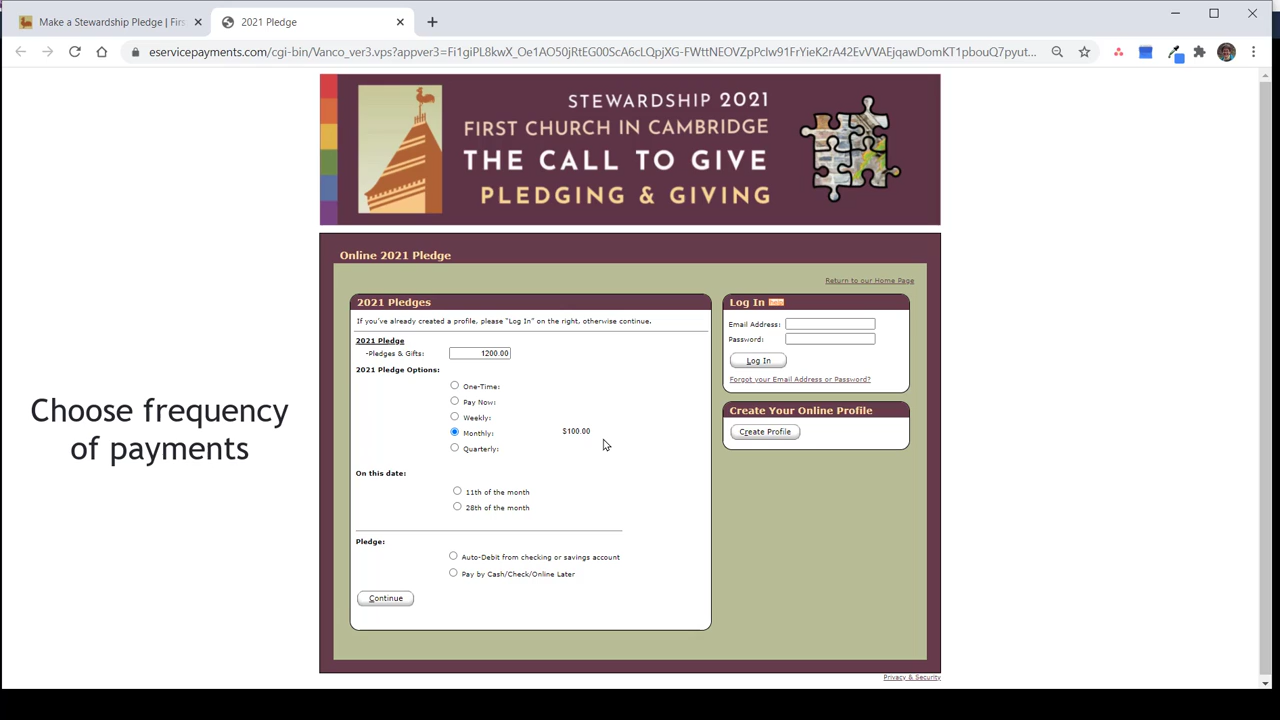 Make a Stewardship Pledge | Firs
2021 Pledge
eservicepayments.com/cgi-bin/Vanco_ver3.vps?appver3=Fi1giPL8kwX_Oe1AO50jRtEG00ScA6cLQpjXG-FWttNEOVZpPcIw91FrYieK2rA42EvVVAEjqawDomKT1pbouQ7pyut...
STEWARDSHIP 2021
FIRST CHURCH IN CAMBRIDGE
THE CALL TO GIVE
PLEDGING & GIVING
Online 2021 Pledge
Return to our Home Page
2021 Pledges
If you've already created a profile, please "Log In" on the right, otherwise continue.
2021 Pledge
-Pledges & Gifts: 1200.00
2021 Pledge Options:
One-Time:
Pay Now:
Weekly:
Monthly: $100.00
Quarterly:
On this date:
11th of the month
28th of the month
Pledge:
Auto-Debit from checking or savings account
Pay by Cash/Check/Online Later
Continue
Log In help
Email Address:
Password:
Log In
Forgot your Email Address or Password?
Create Your Online Profile
Create Profile
Choose frequency
of payments
Privacy & Security